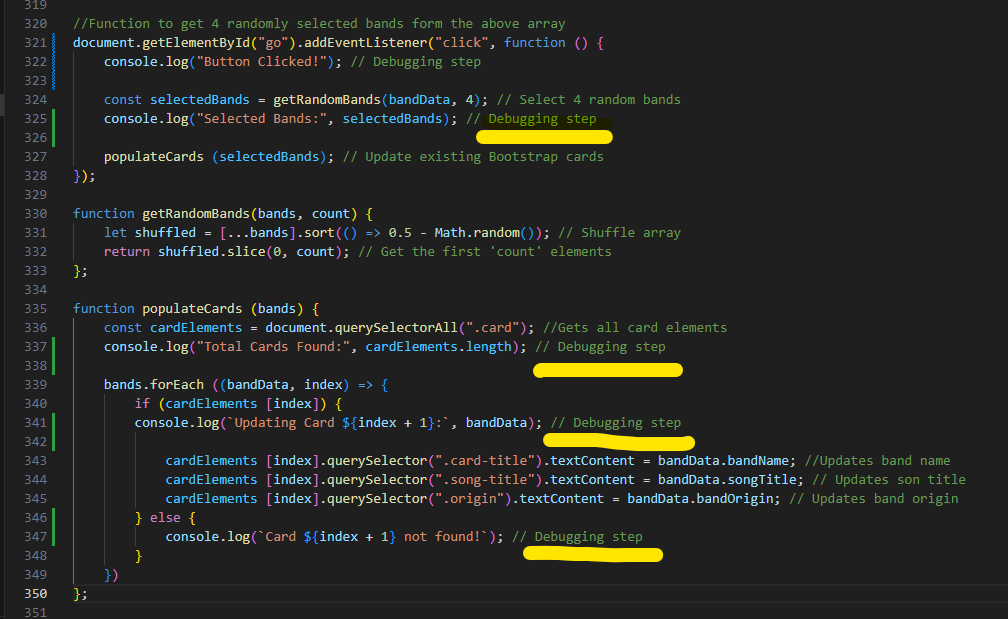 319
320 //Function to get 4 randomly selected bands form the above array
321 document.getElementById("go").addEventListener("click", function () {
322 console.log("Button Clicked!"); // Debugging step
323
324 const selectedBands = getRandomBands(bandData, 4); // Select 4 random bands
325 console.log("Selected Bands:", selectedBands); // Debugging step
326
327 populateCards (selectedBands); // Update existing Bootstrap cards
328 });
329
330 function getRandomBands(bands, count) {
331 let shuffled = [...bands].sort(() => 0.5 - Math.random()); // Shuffle array
332 return shuffled.slice(0, count); // Get the first 'count' elements
333 };
334
335 function populateCards (bands) {
336 const cardElements = document.querySelectorAll(".card"); //Gets all card elements
337 console.log("Total Cards Found:", cardElements.length); // Debugging step
338
339 bands.forEach ((bandData, index) => {
340 if (cardElements [index]) {
341 console.log(`Updating Card ${index + 1}:`, bandData); // Debugging step
342
343 cardElements [index].querySelector(".card-title").textContent = bandData.bandName; //Updates band name
344 cardElements [index].querySelector(".song-title").textContent = bandData.songTitle; // Updates son title
345 cardElements [index].querySelector(".origin").textContent = bandData.bandOrigin; // Updates band origin
346 } else {
347 console.log(`Card ${index + 1} not found!`); // Debugging step
348 }
349 })
350 };
351